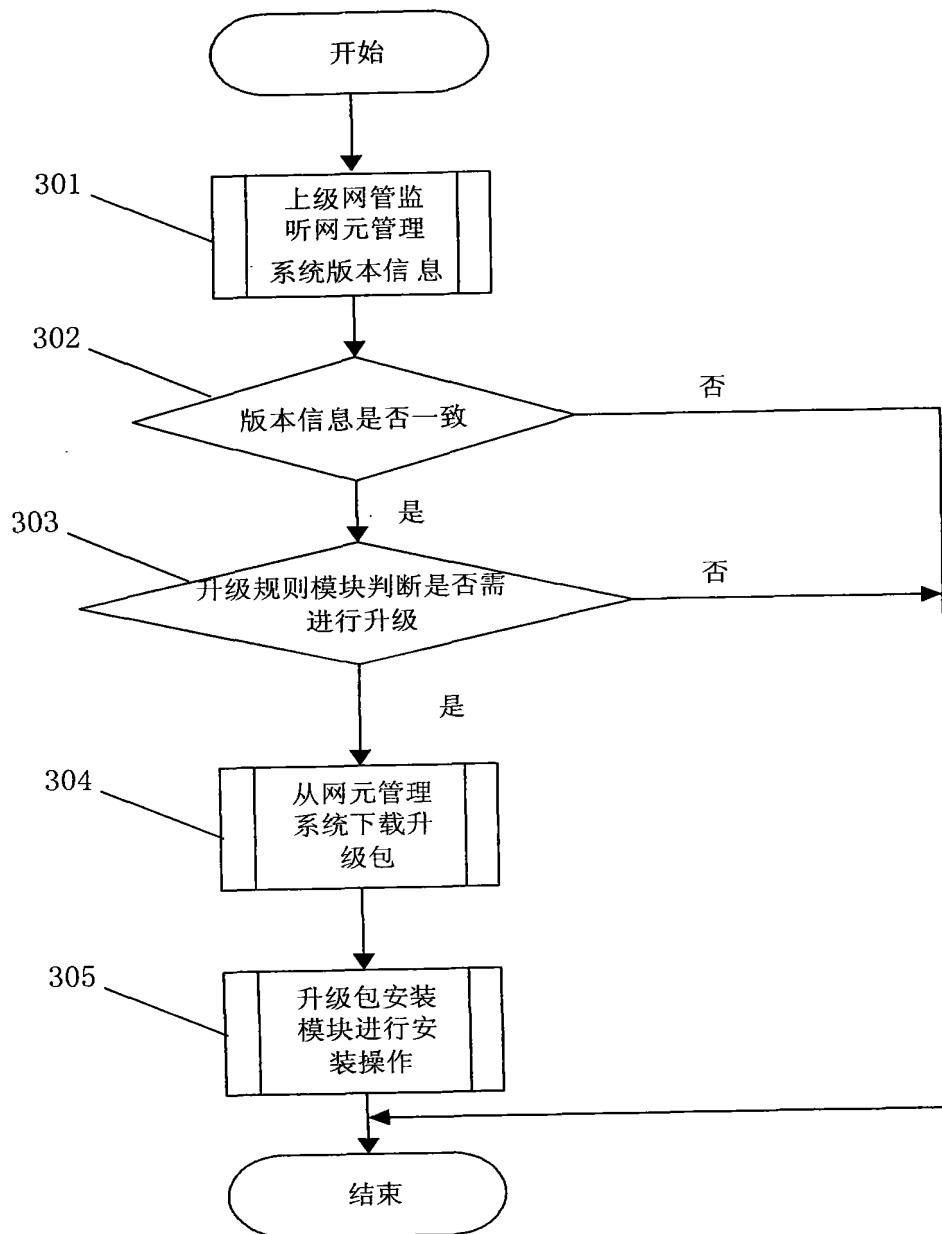 开始
301
上级网管监
听网元管理
系统版本信息
302
版本信息是否一致
否
是
303
升级规则模块判断是否需
进行升级
否
是
304
从网元管理
系统下载升
级包
305
升级包安装
模块进行安
装操作
结束